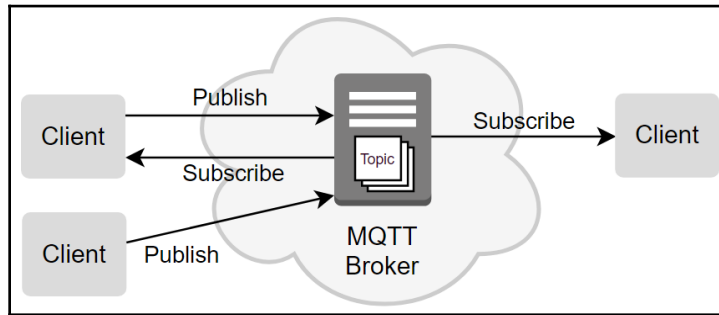 Publish
Client
Subscribe
Client
Topic
Subscribe
Client
Publish
MQTT
Broker